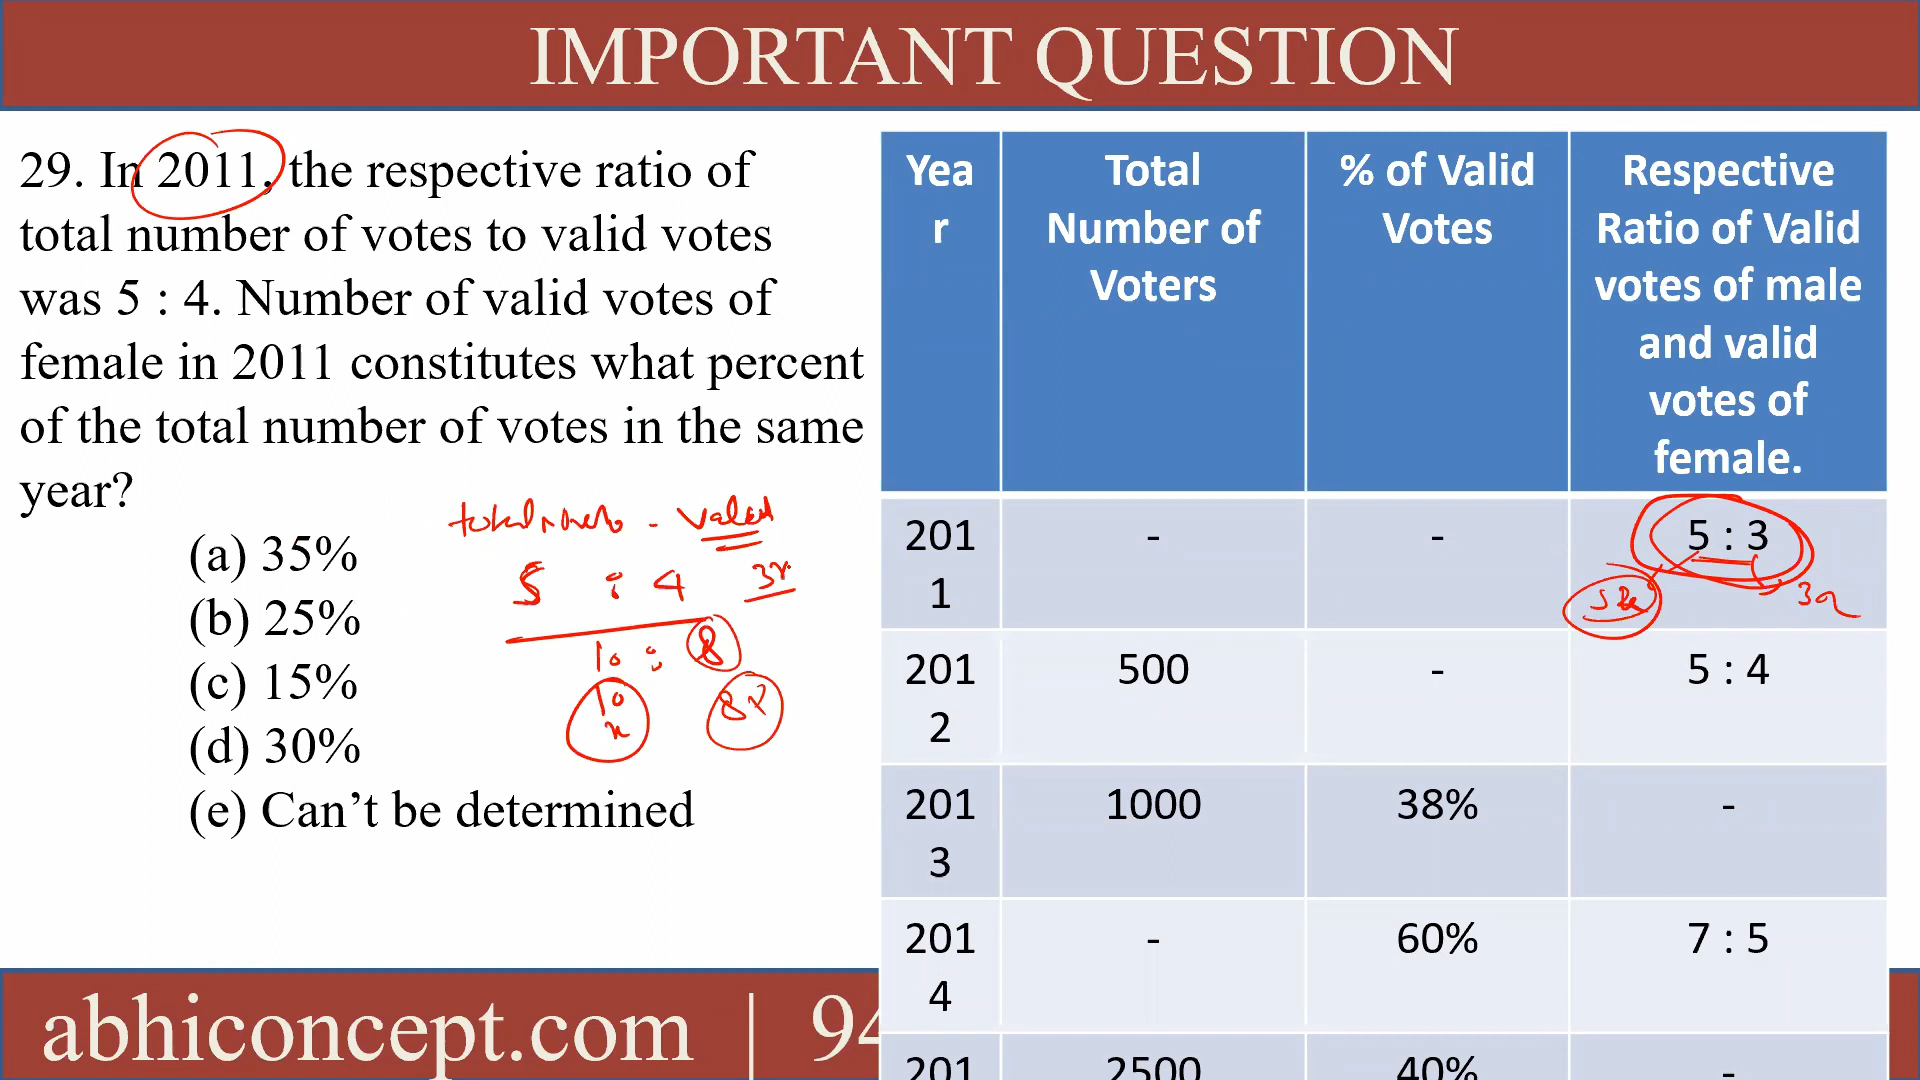 IMPORTANT QUESTION
29. In 2011, the respective ratio of
total number of votes to valid votes
was 5 : 4. Number of valid votes of
female in 2011 constitutes what percent
of the total number of votes in the same
year?
(a) 35%
(b) 25%
(c) 15%
(d) 30%
(e) Can’t be determined
valid
5 : 4 3x
10 : 8
10 8x
x
Yea
r
Total
Number of
Voters
% of Valid
Votes
Respective
Ratio of Valid
votes of male
and valid
votes of
female.
201
1
-
-
5 : 3
3x
201
2
500
-
5 : 4
201
3
1000
38%
-
201
4
-
60%
7 : 5
201
2500
40%
-
abhiconcept.com | 94